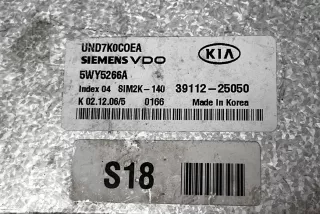 UND7K0C0EA
SIEMENS VDO
KIA
5WY5266A
Index 04 SIM2K-140 39112-25050
K 02.12.06/5 0166 Made In Korea
S18